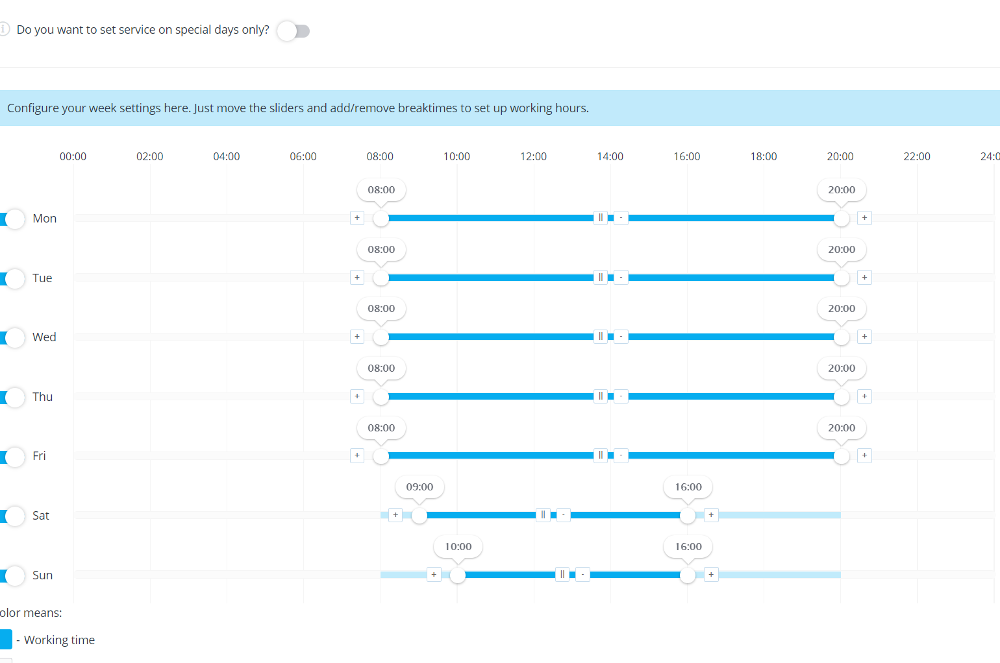 Do you want to set service on special days only?
Configure your week settings here. Just move the sliders and add/remove breaktimes to set up working hours.
00:00 02:00 04:00 06:00 08:00 10:00 12:00 14:00 16:00 18:00 20:00 22:00 24:0
08:00 20:00
Mon + || - +
08:00 20:00
Tue + || - +
08:00 20:00
Wed + || - +
08:00 20:00
Thu + || - +
08:00 20:00
Fri + || - +
09:00 16:00
Sat + || - +
10:00 16:00
Sun + || - +
olor means:
- Working time